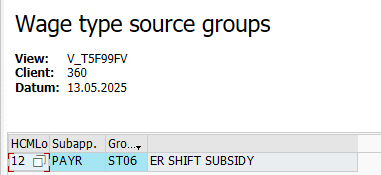 Wage type source groups
View: V_T5F99FV
Client: 360
Datum: 13.05.2025
HCMLo Subapp. Gro...
12 PAYR ST06 ER SHIFT SUBSIDY